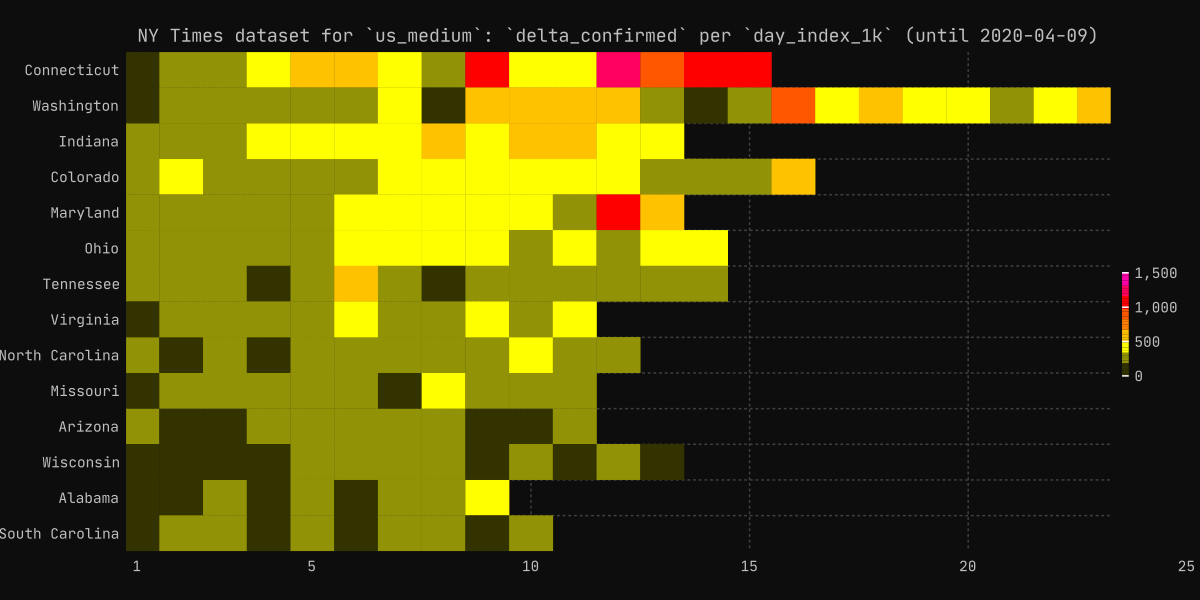 NY Times dataset for `us_medium`: `delta_confirmed` per `day_index_1k` (until 2020-04-09)
Connecticut
Washington
Indiana
Colorado
Maryland
Ohio
Tennessee
Virginia
North Carolina
Missouri
Arizona
Wisconsin
Alabama
South Carolina
1 5 10 15 20 25
1,500
1,000
500
0